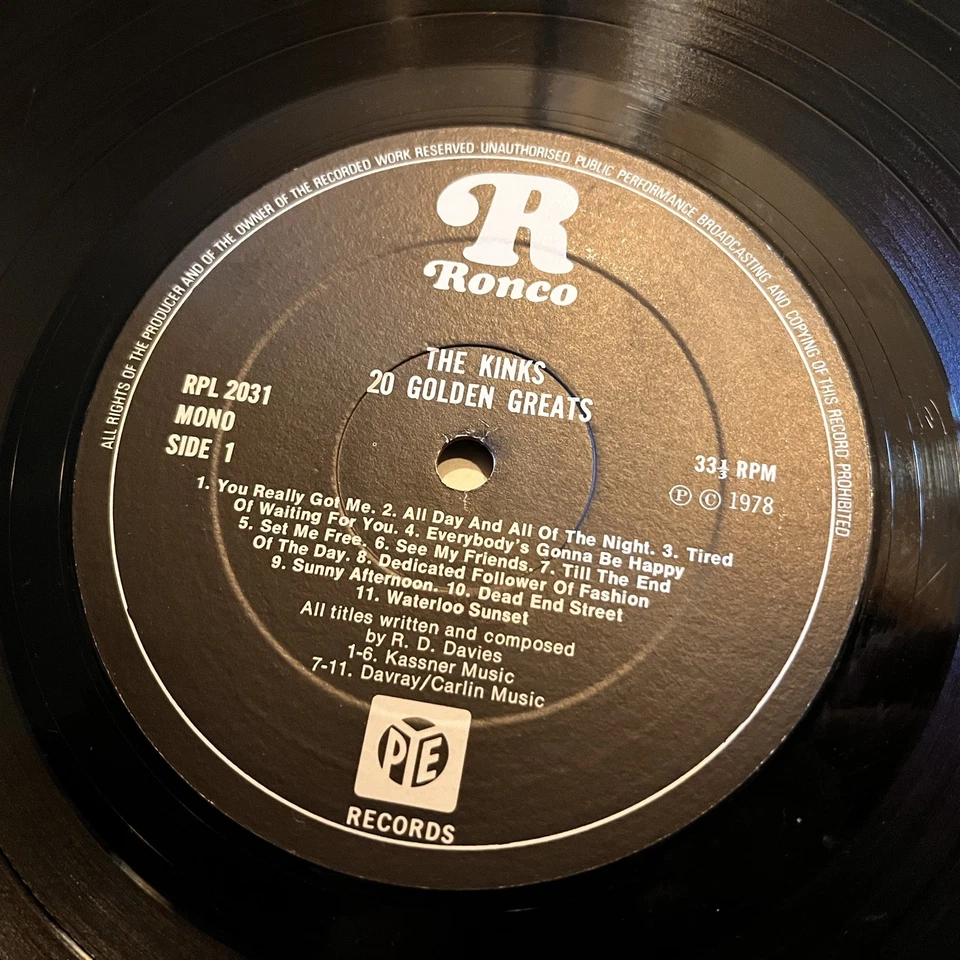 ALL RIGHTS OF THE PRODUCER AND OF THE OWNER OF THE RECORDED WORK RESERVED UNAUTHORISED PUBLIC PERFORMANCE BROADCASTING AND COPYING OF THIS RECORD PROHIBITED
R
Ronco
THE KINKS
20 GOLDEN GREATS
RPL 2031
MONO
SIDE 1
33⅓ RPM
Ⓟ © 1978
1. You Really Got Me. 2. All Day And All Of The Night. 3. Tired
Of Waiting For You. 4. Everybody's Gonna Be Happy
5. Set Me Free. 6. See My Friends. 7. Till The End
Of The Day. 8. Dedicated Follower Of Fashion
9. Sunny Afternoon. 10. Dead End Street
11. Waterloo Sunset
All titles written and composed
by R. D. Davies
1-6. Kassner Music
7-11. Davray/Carlin Music
PYE
RECORDS